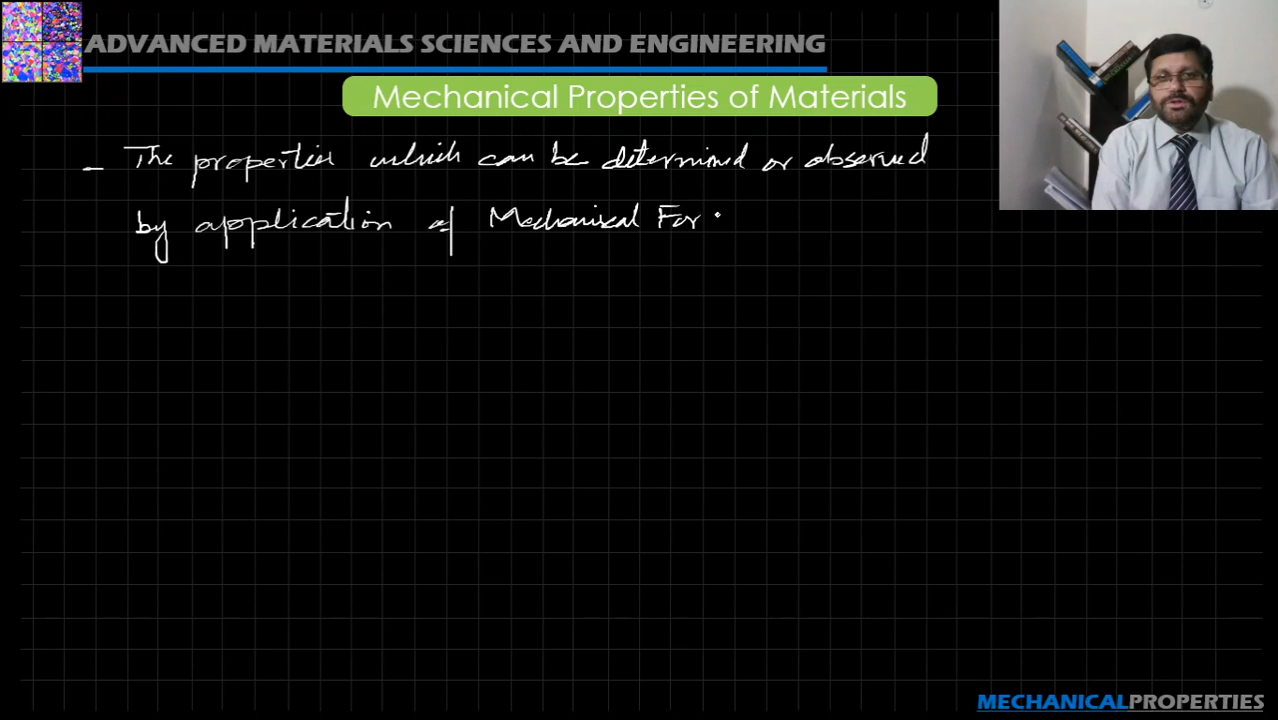 ADVANCED MATERIALS SCIENCES AND ENGINEERING
Mechanical Properties of Materials
- The properties which can be determined or observed
by application of Mechanical For
MECHANICALPROPERTIES